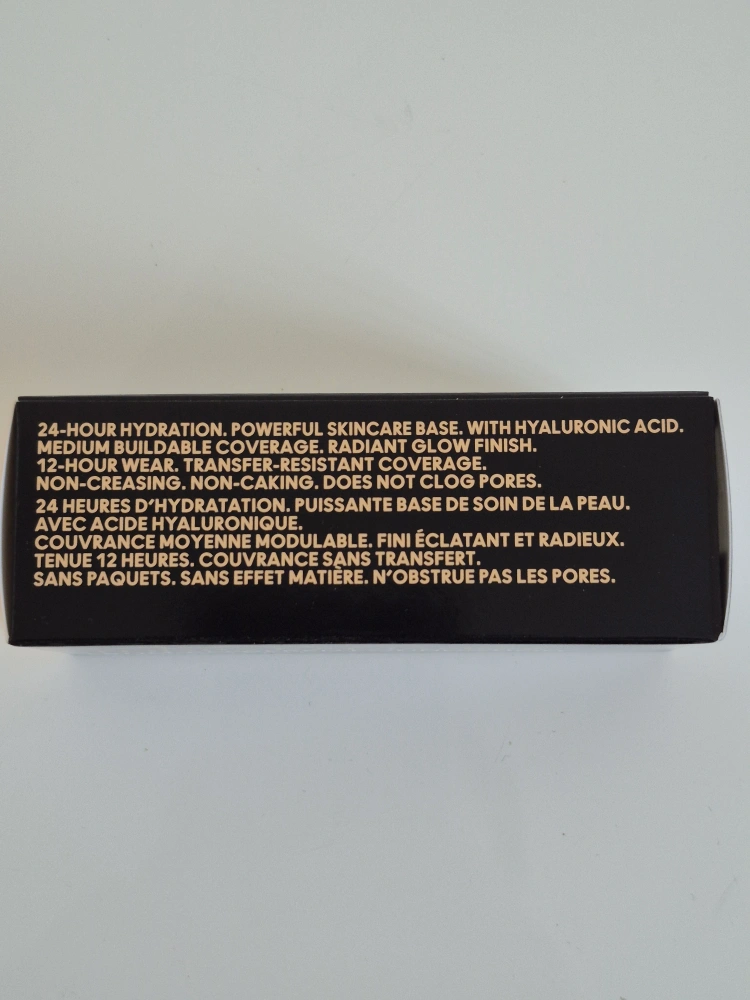 24-HOUR HYDRATION. POWERFUL SKINCARE BASE. WITH HYALURONIC ACID.
MEDIUM BUILDABLE COVERAGE. RADIANT GLOW FINISH.
12-HOUR WEAR. TRANSFER-RESISTANT COVERAGE.
NON-CREASING. NON-CAKING. DOES NOT CLOG PORES.
24 HEURES D'HYDRATATION. PUISSANTE BASE DE SOIN DE LA PEAU.
AVEC ACIDE HYALURONIQUE.
COUVRANCE MOYENNE MODULABLE. FINI ÉCLATANT ET RADIEUX.
TENUE 12 HEURES. COUVRANCE SANS TRANSFERT.
SANS PAQUETS. SANS EFFET MATIÈRE. N'OBSTRUE PAS LES PORES.